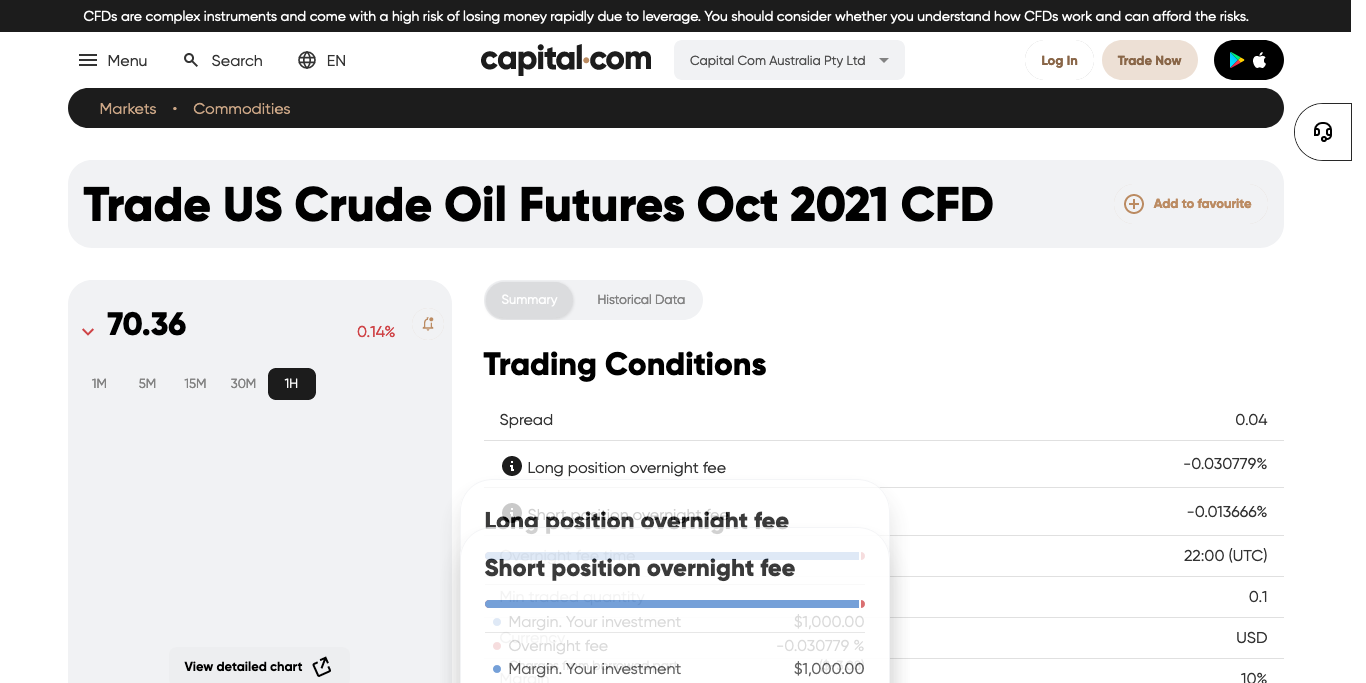 CFDs are complex instruments and come with a high risk of losing money rapidly due to leverage. You should consider whether you understand how CFDs work and can afford the risks.
Menu Search EN capital.com Capital Com Australia Pty Ltd Log In Trade Now
Markets • Commodities
Trade US Crude Oil Futures Oct 2021 CFD Add to favourite
70.36 0.14%
1M 5M 15M 30M 1H
View detailed chart
Summary Historical Data
Trading Conditions
Spread 0.04
Long position overnight fee -0.030779%
Short position overnight fee -0.013666%
Long position overnight fee
Overnight fee time 22:00 (UTC)
Short position overnight fee
Min traded quantity 0.1
Margin. Your investment $1,000.00
Currency USD
Overnight fee -0.030779 %
Margin. Your investment $1,000.00
Margin 10%